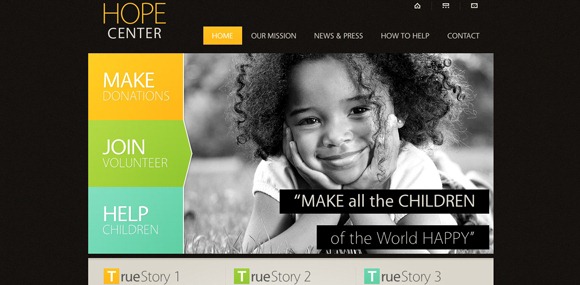 HOPE
CENTER
HOME OUR MISSION NEWS & PRESS HOW TO HELP CONTACT
MAKE
DONATIONS
JOIN
VOLUNTEER
HELP
CHILDREN
"MAKE all the CHILDREN
of the World HAPPY"
TrueStory 1 TrueStory 2 TrueStory 3